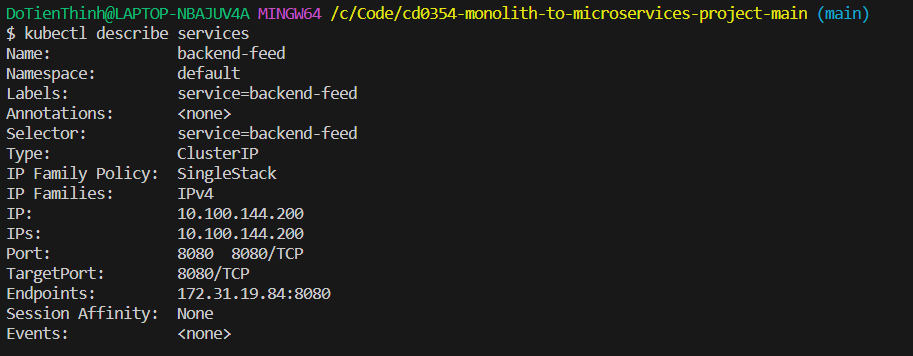 DoTienThinh@LAPTOP-NBAJUV4A MINGW64 /c/Code/cd0354-monolith-to-microservices-project-main (main)
$ kubectl describe services
Name:              backend-feed
Namespace:         default
Labels:            service=backend-feed
Annotations:       <none>
Selector:          service=backend-feed
Type:              ClusterIP
IP Family Policy:  SingleStack
IP Families:       IPv4
IP:                10.100.144.200
IPs:               10.100.144.200
Port:              8080  8080/TCP
TargetPort:        8080/TCP
Endpoints:         172.31.19.84:8080
Session Affinity:  None
Events:            <none>